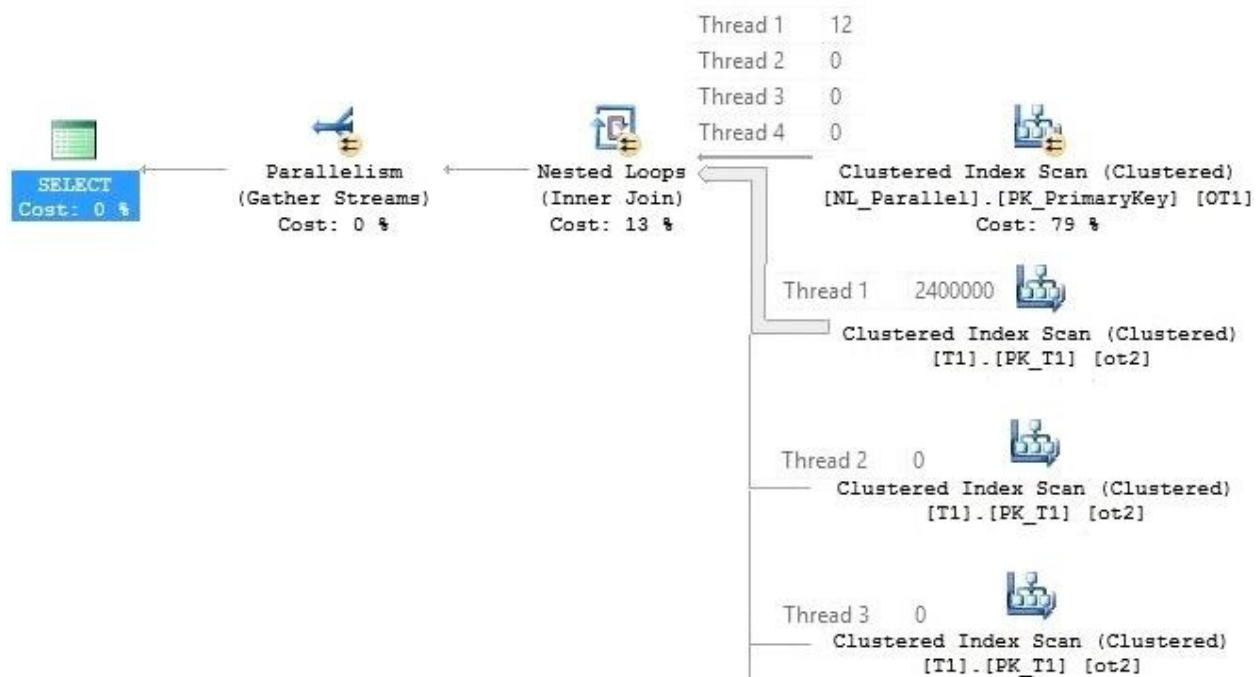 Thread 1 12
Thread 2 0
Thread 3 0
Thread 4 0
SELECT
Cost: 0 %
Parallelism
(Gather Streams)
Cost: 0 %
Nested Loops
(Inner Join)
Cost: 13 %
Clustered Index Scan (Clustered)
[NL_Parallel].[PK_PrimaryKey] [OT1]
Cost: 79 %
Thread 1 2400000
Clustered Index Scan (Clustered)
[T1].[PK_T1] [ot2]
Thread 2 0
Clustered Index Scan (Clustered)
[T1].[PK_T1] [ot2]
Thread 3 0
Clustered Index Scan (Clustered)
[T1].[PK_T1] [ot2]